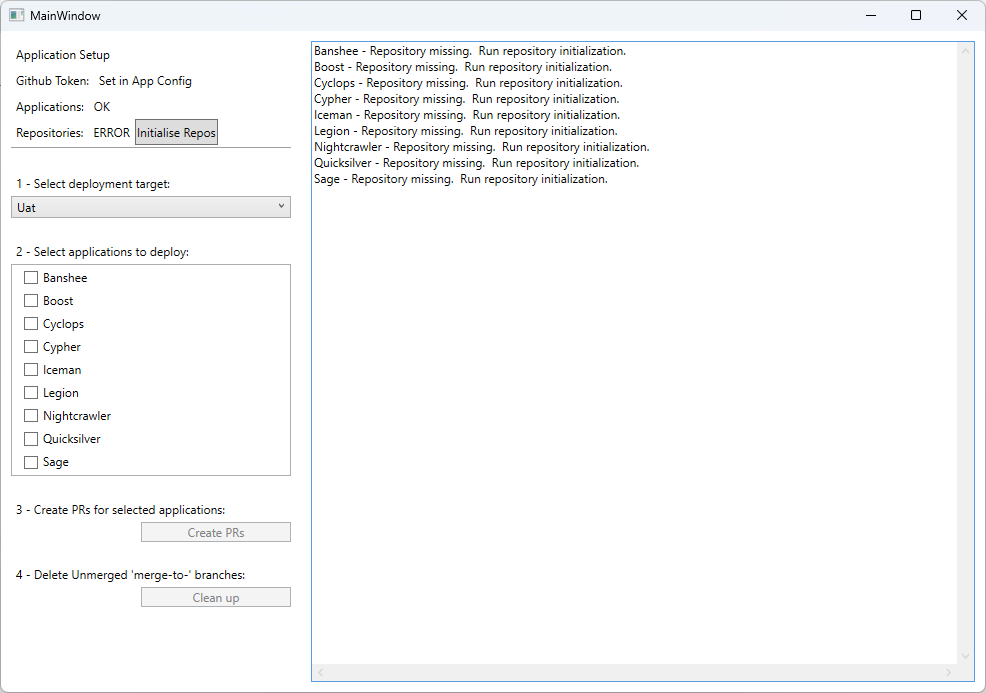 MainWindow
Application Setup
Github Token: Set in App Config
Applications: OK
Repositories: ERROR Initialise Repos
1 - Select deployment target:
Uat
2 - Select applications to deploy:
Banshee
Boost
Cyclops
Cypher
Iceman
Legion
Nightcrawler
Quicksilver
Sage
3 - Create PRs for selected applications:
Create PRs
4 - Delete Unmerged 'merge-to-' branches:
Clean up
Banshee - Repository missing.  Run repository initialization.
Boost - Repository missing.  Run repository initialization.
Cyclops - Repository missing.  Run repository initialization.
Cypher - Repository missing.  Run repository initialization.
Iceman - Repository missing.  Run repository initialization.
Legion - Repository missing.  Run repository initialization.
Nightcrawler - Repository missing.  Run repository initialization.
Quicksilver - Repository missing.  Run repository initialization.
Sage - Repository missing.  Run repository initialization.